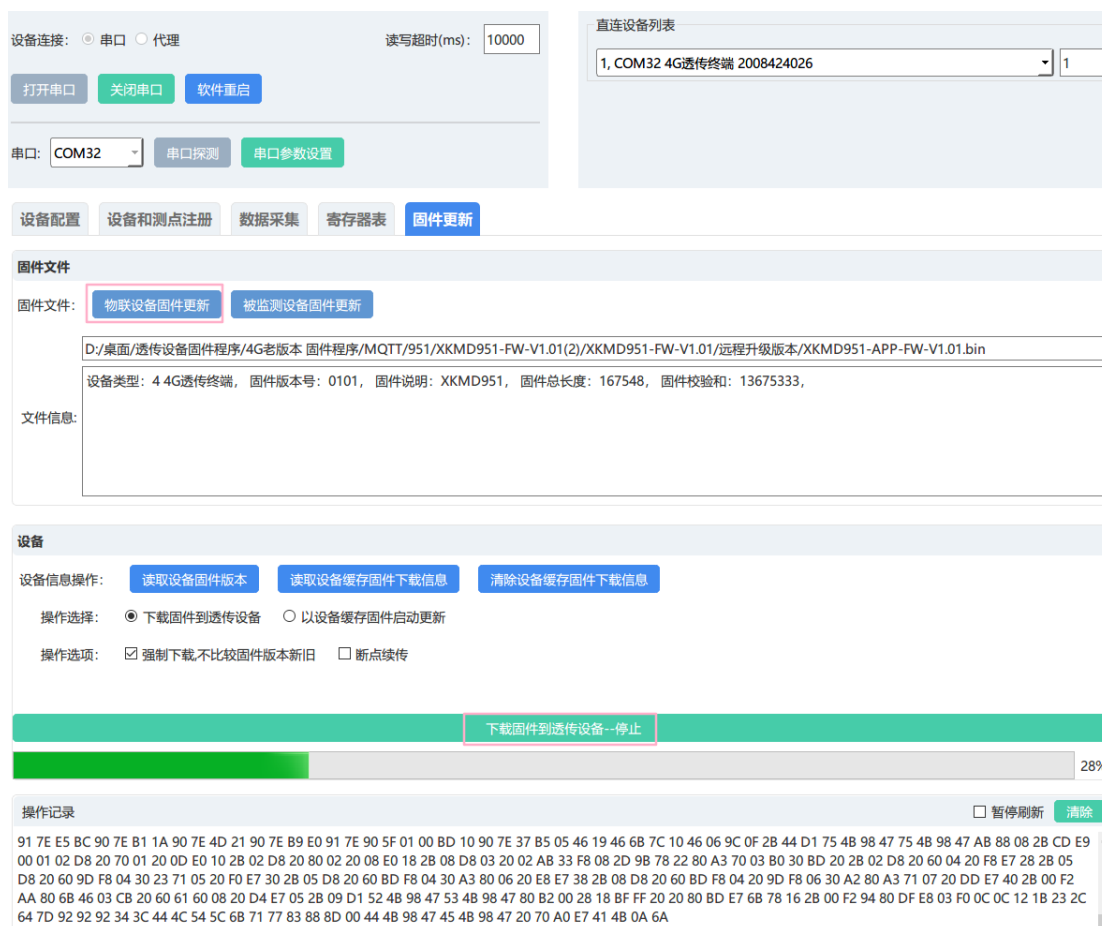 设备连接： 串口 代理 读写超时(ms)： 10000
直连设备列表
1, COM32 4G透传终端 2008424026 1
打开串口 关闭串口 软件重启
串口: COM32 串口探测 串口参数设置
设备配置 设备和测点注册 数据采集 寄存器表 固件更新
固件文件
固件文件： 物联设备固件更新 被监测设备固件更新
D:/桌面/透传设备固件程序/4G老版本 固件程序/MQTT/951/XKMD951-FW-V1.01(2)/XKMD951-FW-V1.01/远程升级版本/XKMD951-APP-FW-V1.01.bin
设备类型：4 4G透传终端， 固件版本号：0101， 固件说明：XKMD951， 固件总长度：167548， 固件校验和：13675333，
文件信息:
设备
设备信息操作： 读取设备固件版本 读取设备缓存固件下载信息 清除设备缓存固件下载信息
操作选择： 下载固件到透传设备 以设备缓存固件启动更新
操作选项： 强制下载,不比较固件版本新旧 断点续传
下载固件到透传设备--停止
28%
操作记录 暂停刷新 清除
91 7E E5 BC 90 7E B1 1A 90 7E 4D 21 90 7E B9 E0 91 7E 90 5F 01 00 BD 10 90 7E 37 B5 05 46 19 46 6B 7C 10 46 06 9C 0F 2B 44 D1 75 4B 98 47 75 4B 98 47 AB 88 08 2B CD E9
00 01 02 D8 20 70 01 20 0D E0 10 2B 02 D8 20 80 02 20 08 E0 18 2B 08 D8 03 20 02 AB 33 F8 08 2D 9B 78 22 80 A3 70 03 B0 30 BD 20 2B 02 D8 20 60 04 20 F8 E7 28 2B 05
D8 20 60 9D F8 04 30 23 71 05 20 F0 E7 30 2B 05 D8 20 60 BD F8 04 30 A3 80 06 20 E8 E7 38 2B 08 D8 20 60 BD F8 04 20 9D F8 06 30 A2 80 A3 71 07 20 DD E7 40 2B 00 F2
AA 80 6B 46 03 CB 20 60 61 60 08 20 D4 E7 05 2B 09 D1 52 4B 98 47 53 4B 98 47 80 B2 00 28 18 BF FF 20 20 80 BD E7 6B 78 16 2B 00 F2 94 80 DF E8 03 F0 0C 0C 12 1B 23 2C
64 7D 92 92 92 34 3C 44 4C 54 5C 6B 71 77 83 88 8D 00 44 4B 98 47 45 4B 98 47 20 70 A0 E7 41 4B 0A 6A